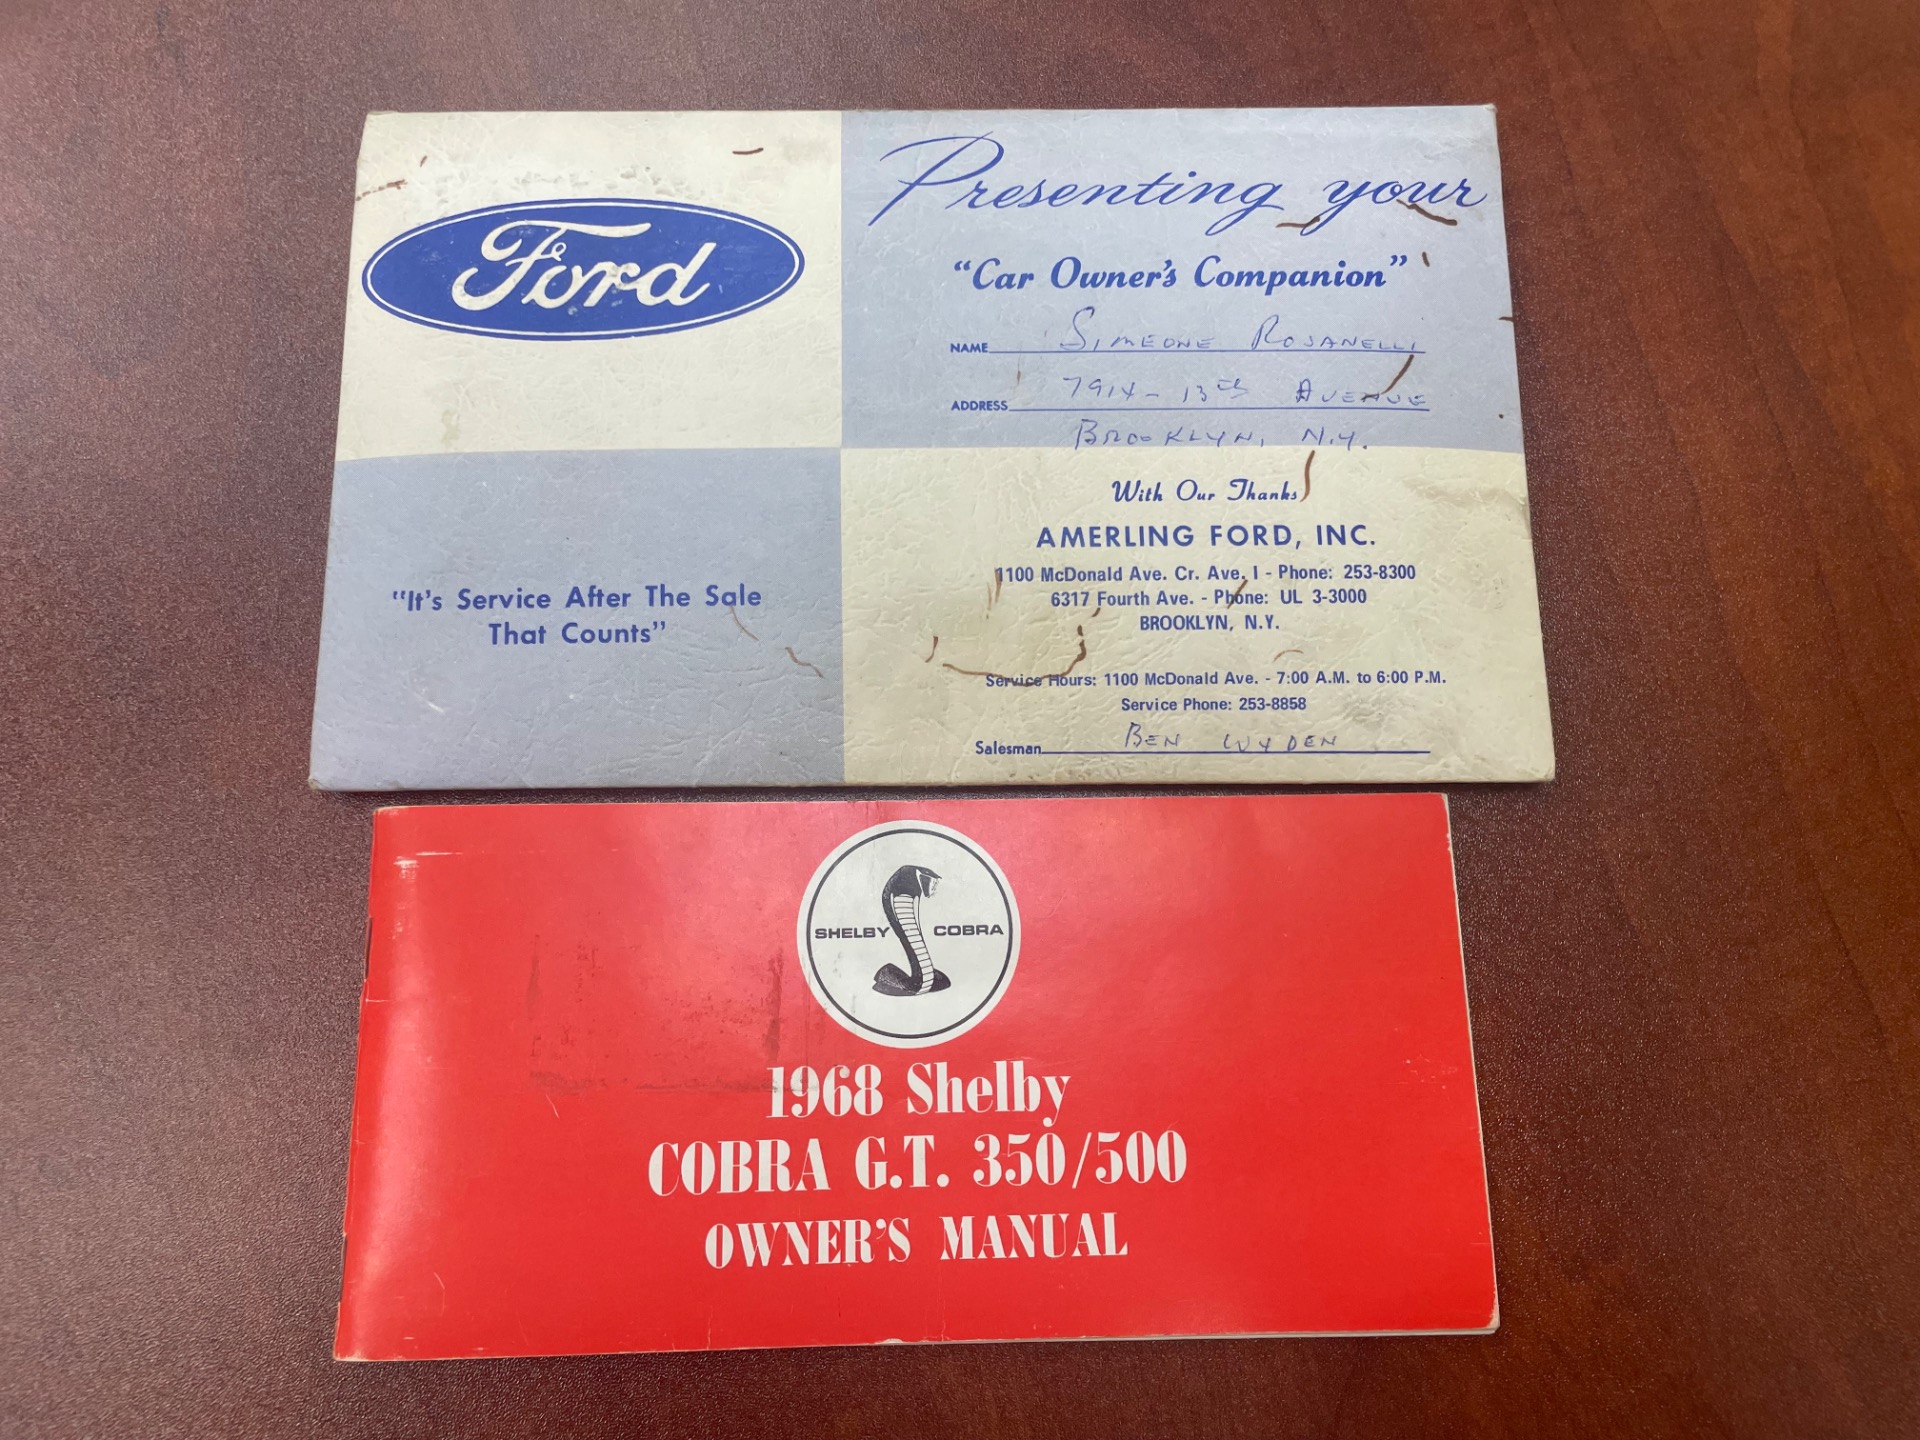 Ford
Presenting your
"Car Owner's Companion"
NAME Simeone Rosanelli
ADDRESS 7914 - 13th Avenue
Brooklyn, N.Y.
With Our Thanks
AMERLING FORD, INC.
1100 McDonald Ave. Cr. Ave. I - Phone: 253-8300
6317 Fourth Ave. - Phone: UL 3-3000
BROOKLYN, N.Y.
Service Hours: 1100 McDonald Ave. - 7:00 A.M. to 6:00 P.M.
Service Phone: 253-8858
Salesman Ben Wyden
"It's Service After The Sale
That Counts"
SHELBY COBRA
1968 Shelby
COBRA G.T. 350/500
OWNER'S MANUAL